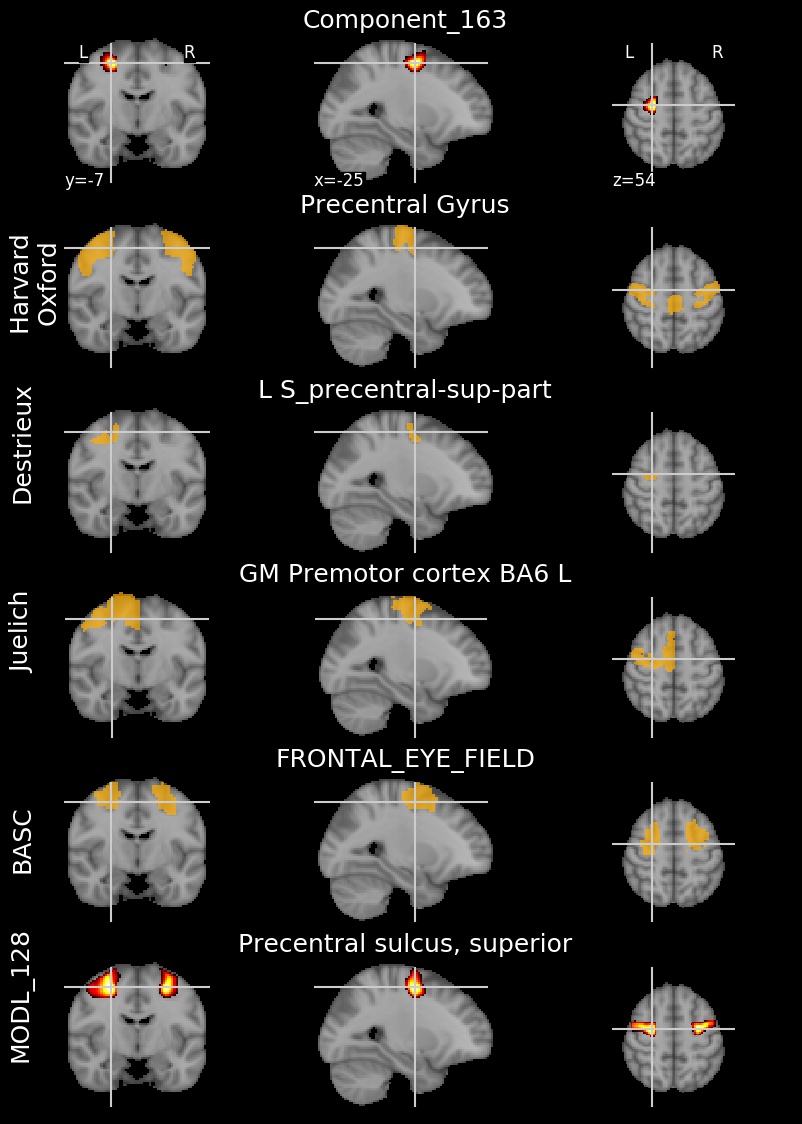 Component_163
L R
L R
y=-7
x=-25
z=54
Precentral Gyrus
Harvard
Oxford
L S_precentral-sup-part
Destrieux
GM Premotor cortex BA6 L
Juelich
FRONTAL_EYE_FIELD
BASC
Precentral sulcus, superior
MODL_128